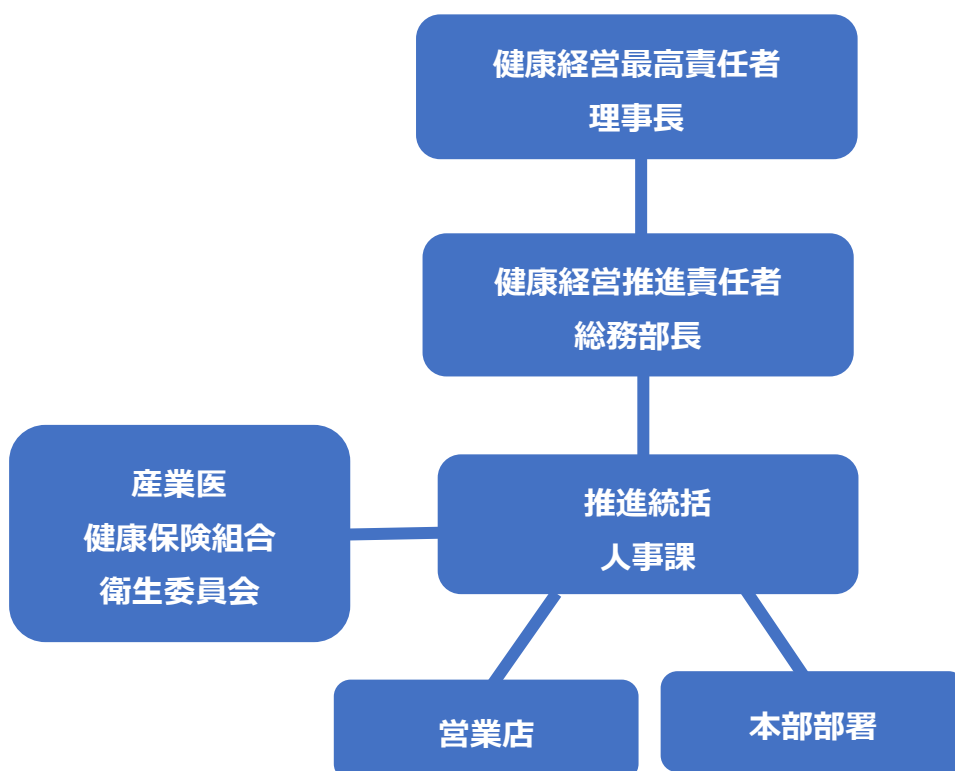 健康経営最高責任者
理事長
健康経営推進責任者
総務部長
産業医
健康保険組合
衛生委員会
推進統括
人事課
営業店
本部部署